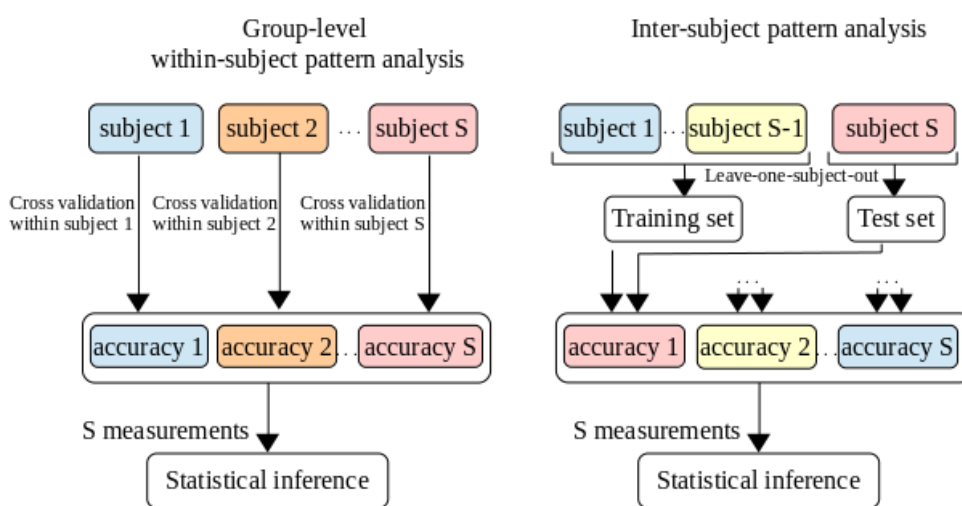 Group-level
within-subject pattern analysis
subject 1
subject 2
...
subject S
Cross validation
within subject 1
Cross validation
within subject 2
Cross validation
within subject S
accuracy 1
accuracy 2
...
accuracy S
S measurements
Statistical inference
Inter-subject pattern analysis
subject 1
...
subject S-1
subject S
Leave-one-subject-out
Training set
Test set
...
...
accuracy 1
accuracy 2
...
accuracy S
S measurements
Statistical inference